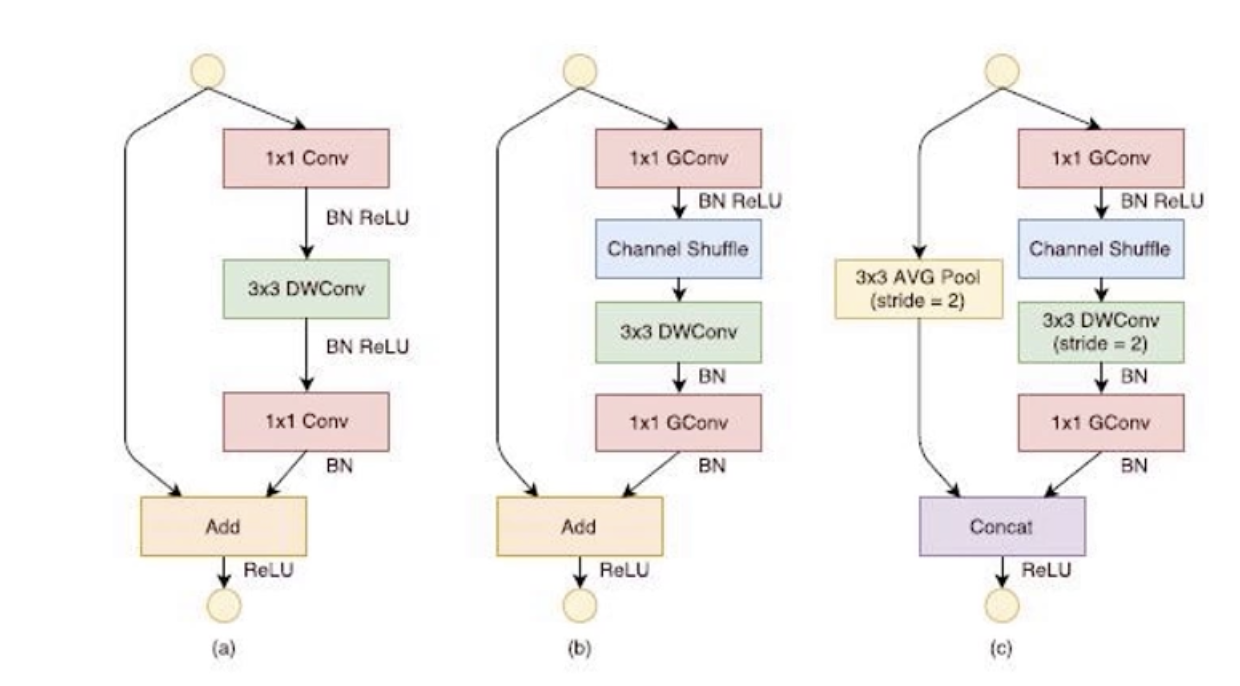 1x1 Conv
BN ReLU
3x3 DWConv
BN ReLU
1x1 Conv
BN
Add
ReLU
(a)
1x1 GConv
BN ReLU
Channel Shuffle
3x3 DWConv
BN
1x1 GConv
BN
Add
ReLU
(b)
1x1 GConv
BN ReLU
Channel Shuffle
3x3 AVG Pool
(stride = 2)
3x3 DWConv
(stride = 2)
BN
1x1 GConv
BN
Concat
ReLU
(c)